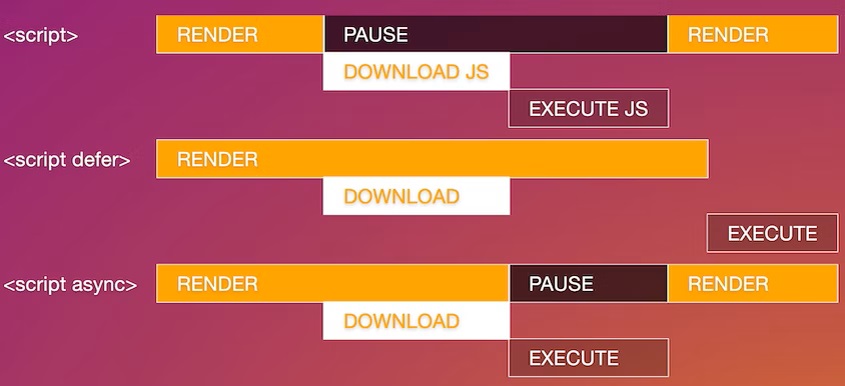 <script> RENDER PAUSE RENDER
DOWNLOAD JS
EXECUTE JS
<script defer> RENDER
DOWNLOAD
EXECUTE
<script async> RENDER PAUSE RENDER
DOWNLOAD
EXECUTE